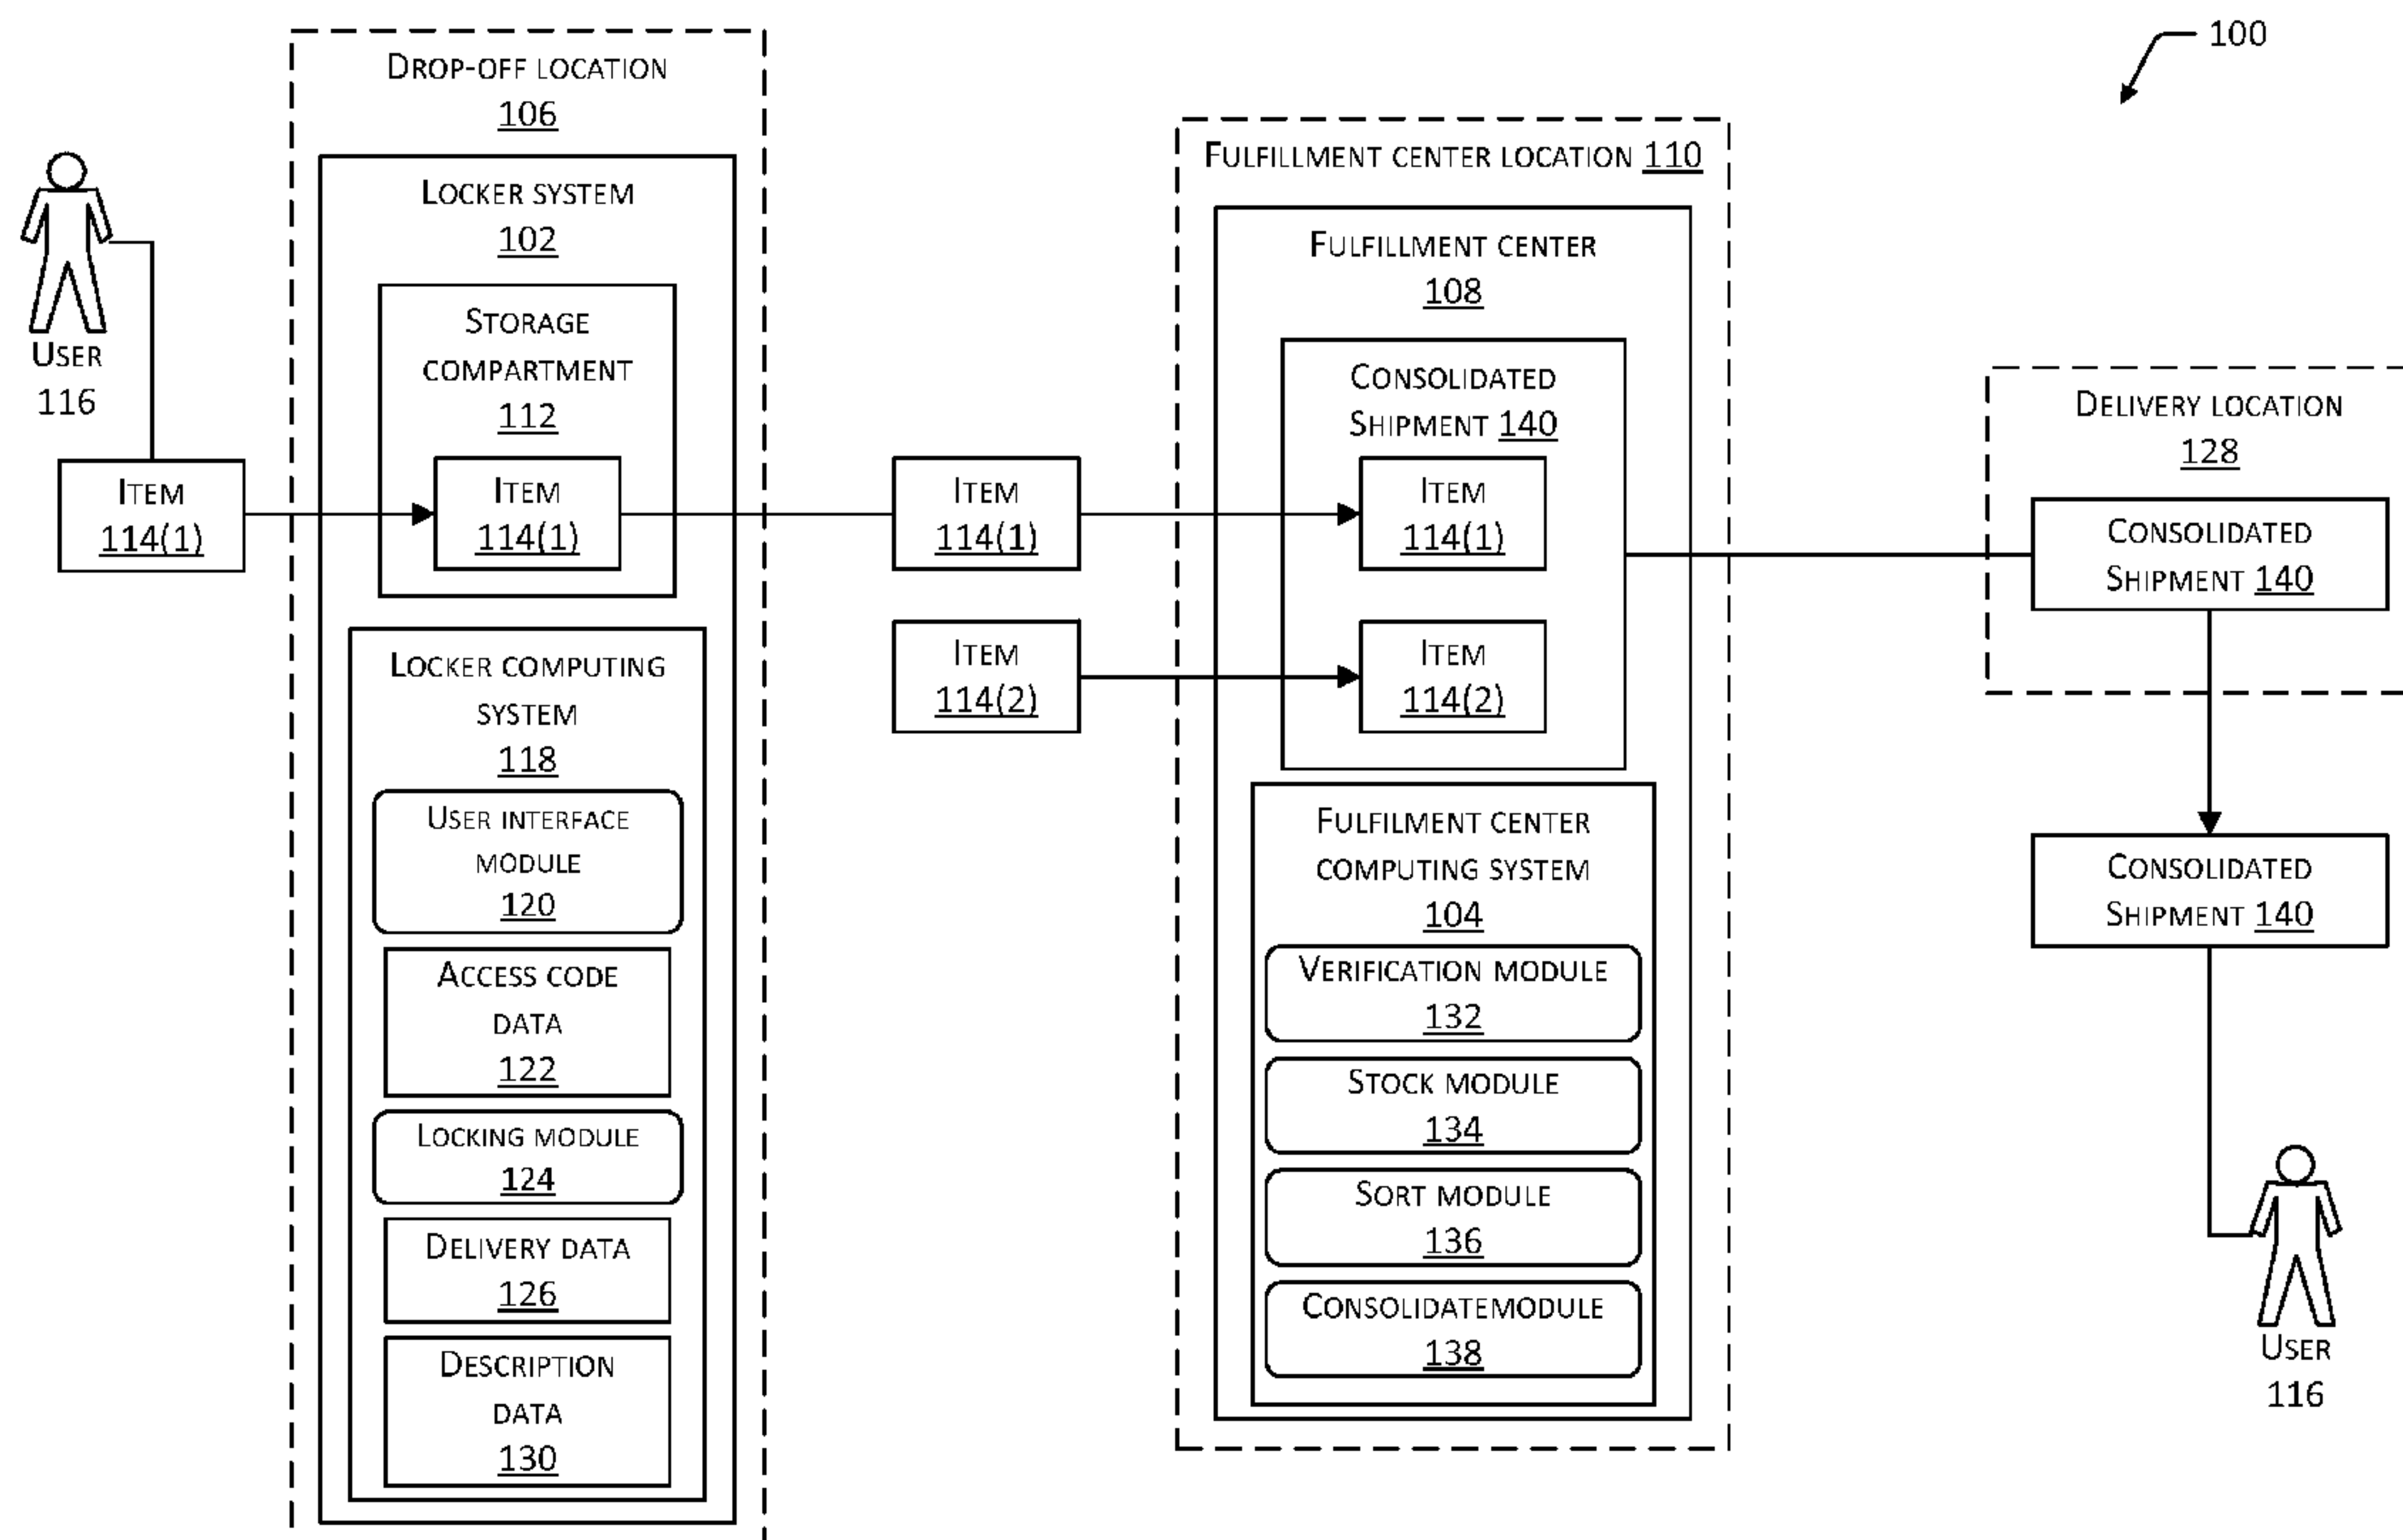 100
User
116
Item
114(1)
Drop-off location
106
Locker system
102
Storage
compartment
112
Item
114(1)
Locker computing
system
118
User interface
module
120
Access code
data
122
Locking module
124
Delivery data
126
Description
data
130
Item
114(1)
Item
114(2)
Fulfillment center location 110
Fulfillment center
108
Consolidated
Shipment 140
Item
114(1)
Item
114(2)
Fulfilment center
computing system
104
Verification module
132
Stock module
134
Sort module
136
Consolidatemodule
138
Delivery location
128
Consolidated
Shipment 140
Consolidated
Shipment 140
User
116